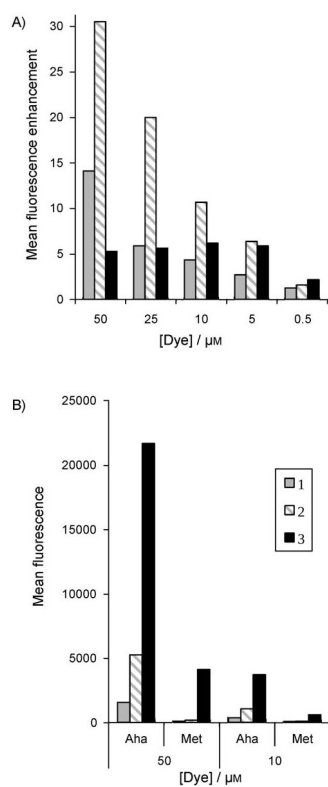 A)
Mean fluorescence enhancement
30
25
20
15
10
5
0
50 25 10 5 0.5
[Dye] / μM
B)
Mean fluorescence
25000
20000
15000
10000
5000
0
1
2
3
Aha Met Aha Met
50 10
[Dye] / μM